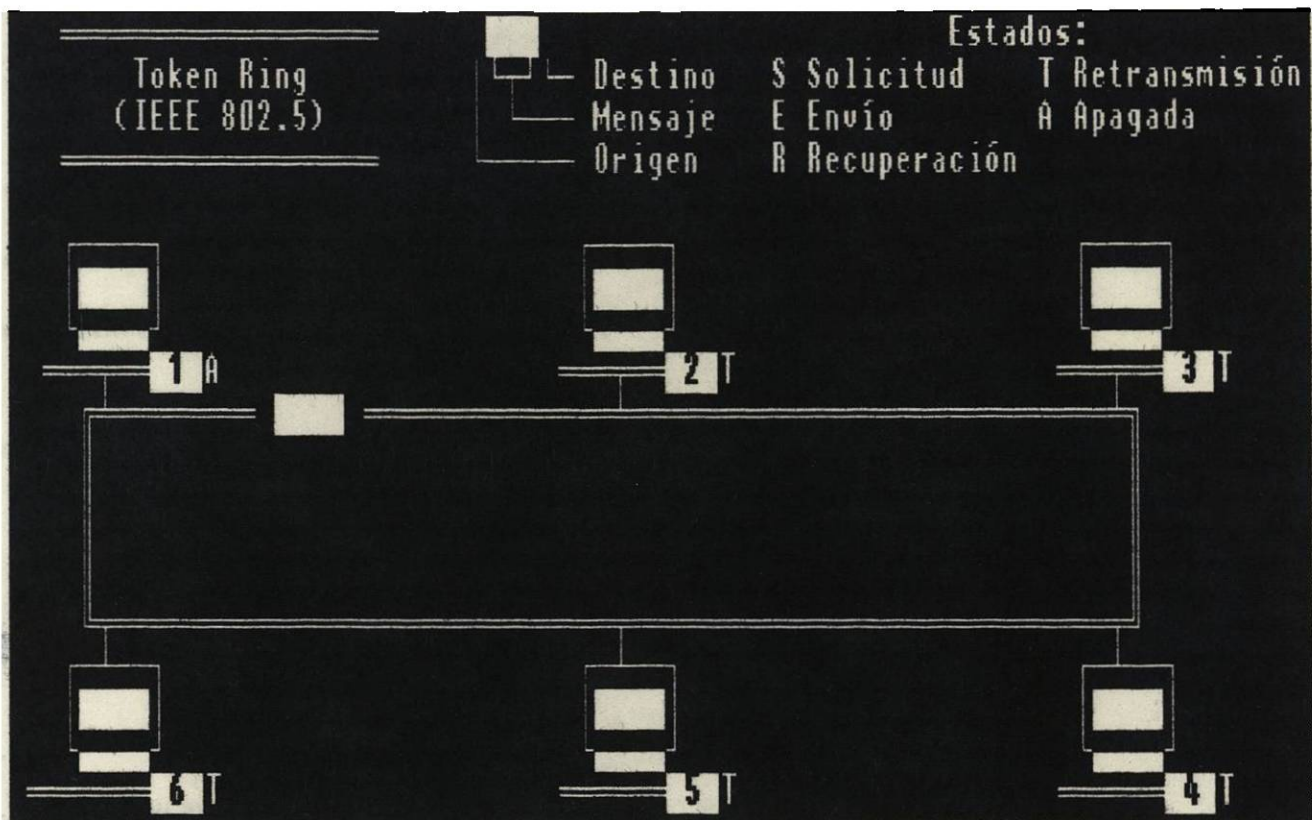 Token Ring
(IEEE 802.5)
Destino
Mensaje
Origen
Estados:
S Solicitud
T Retransmisión
E Envío
A Apagada
R Recuperación
1 A
2 T
3 T
6 T
5 T
4 T